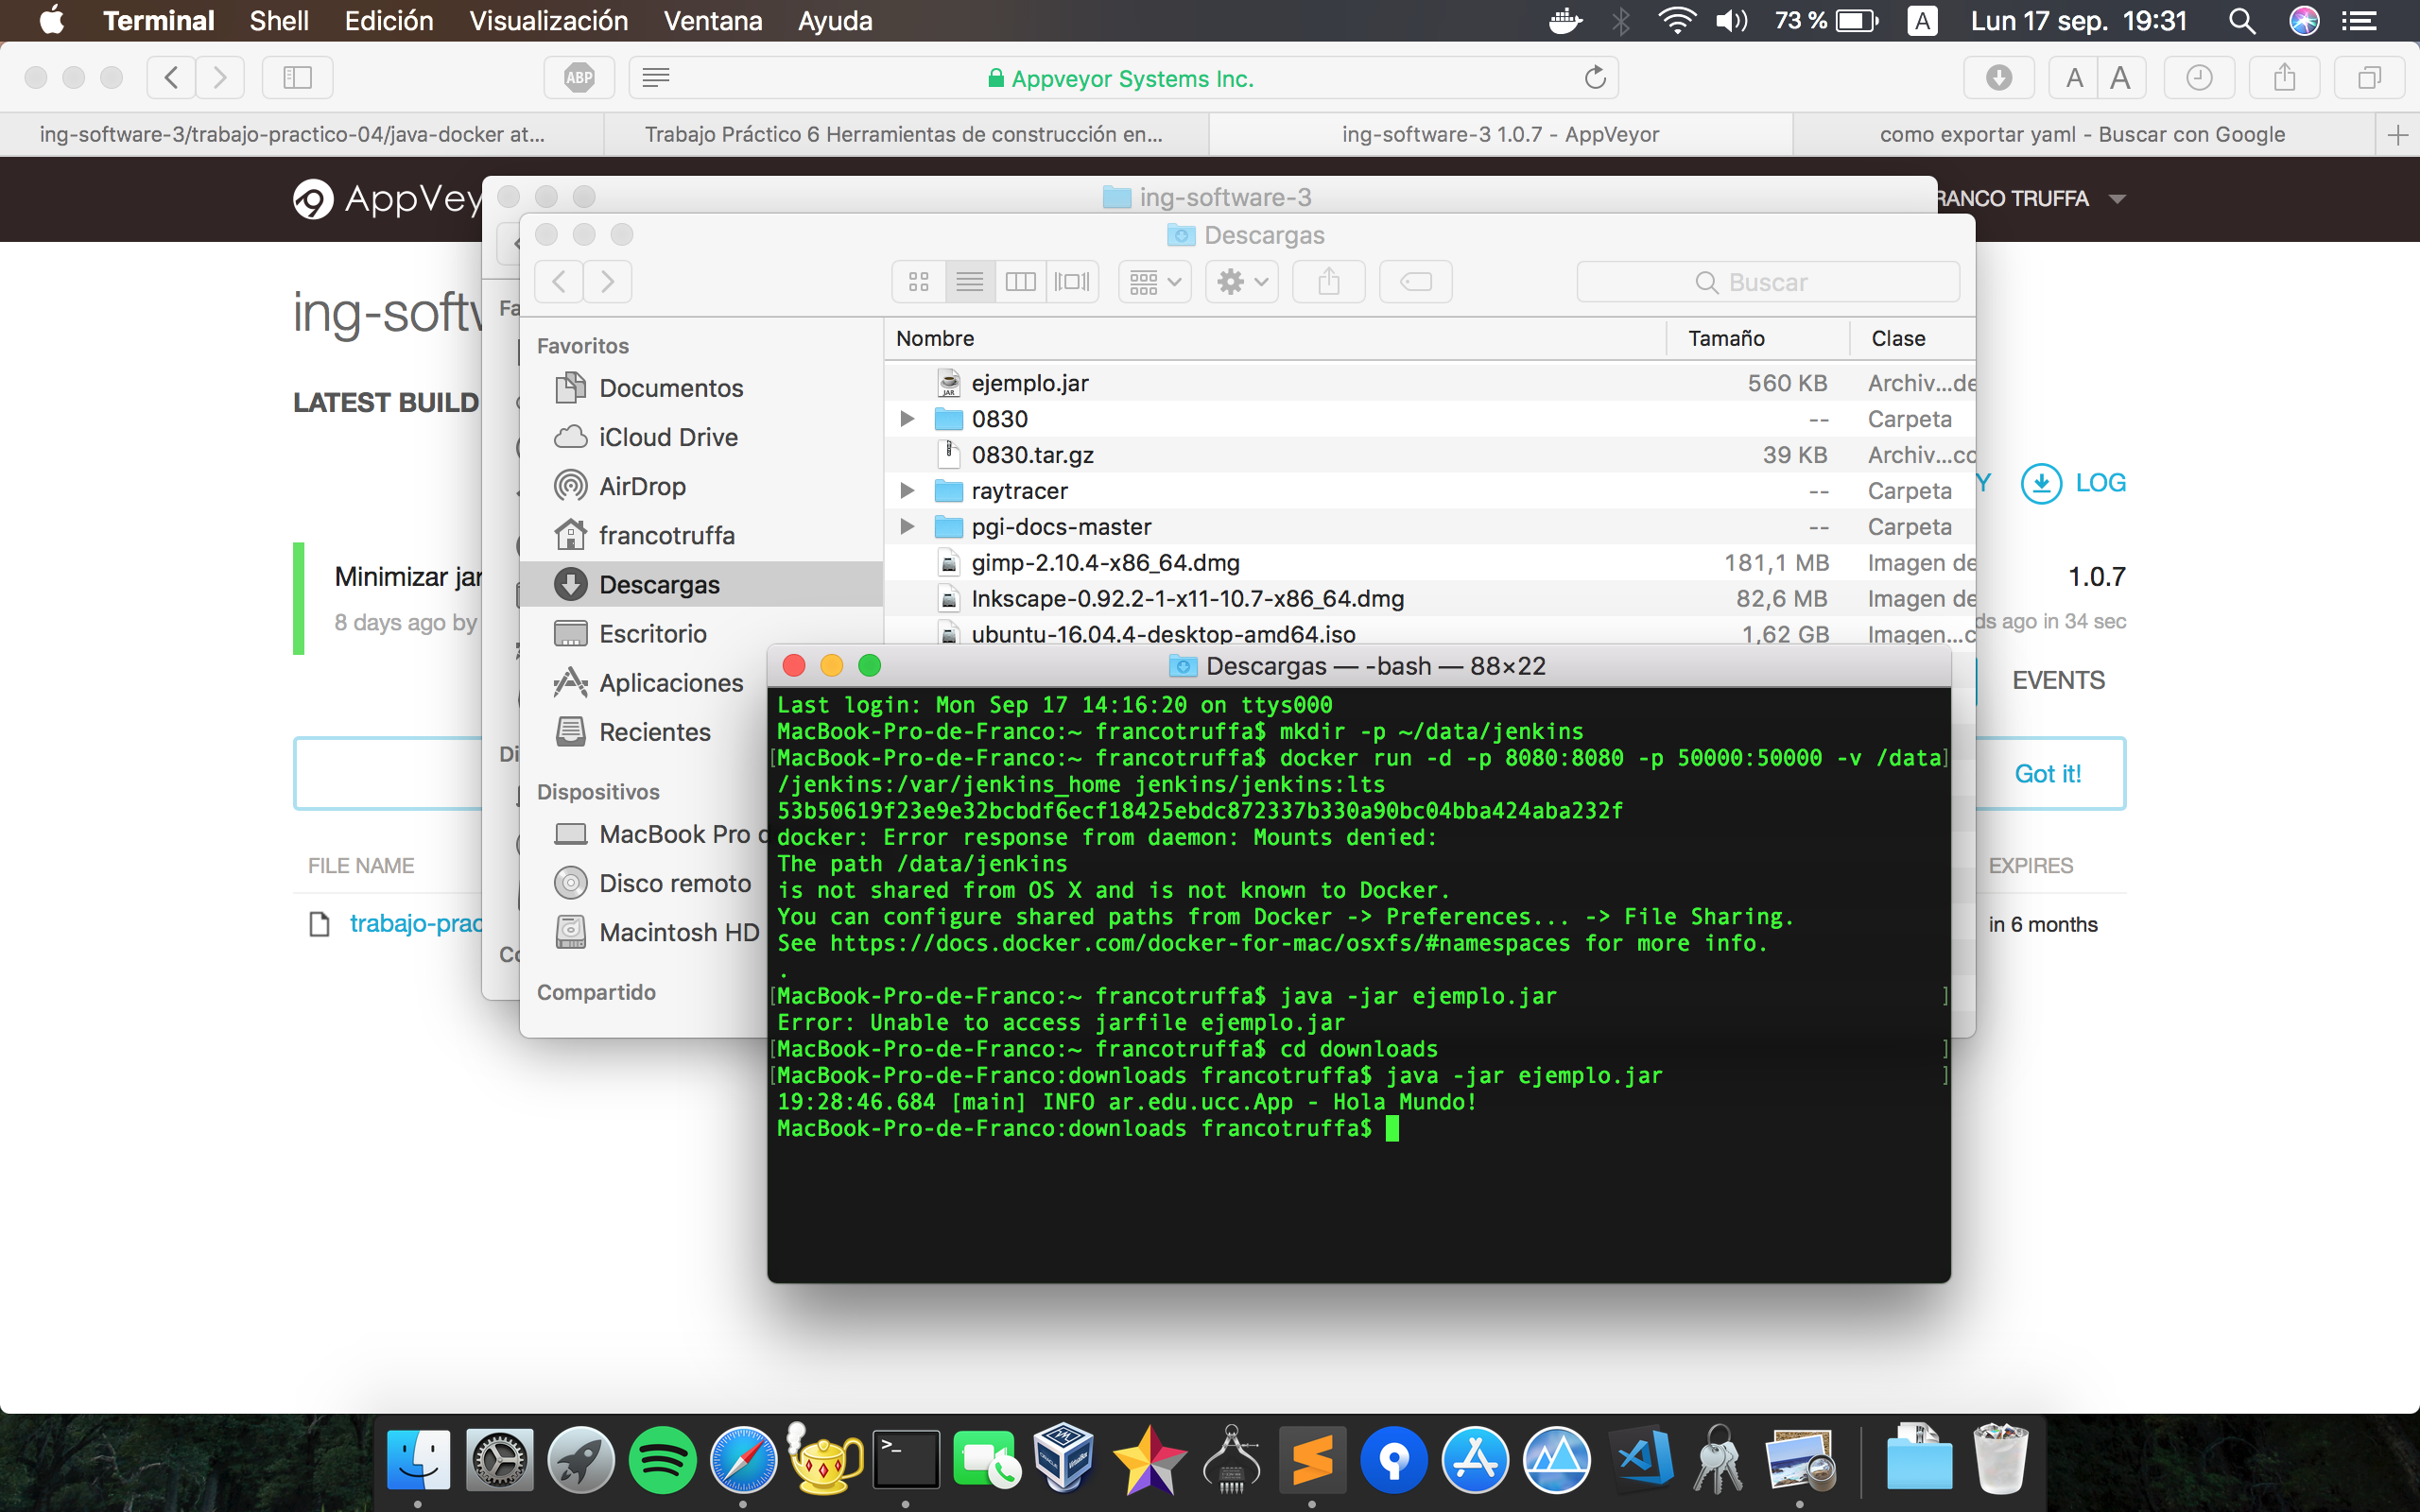 Terminal Shell Edición Visualización Ventana Ayuda 73 % A Lun 17 sep. 19:31
ABP Appveyor Systems Inc. A A
ing-software-3/trabajo-practico-04/java-docker at... Trabajo Práctico 6 Herramientas de construcción en... ing-software-3 1.0.7 - AppVeyor como exportar yaml - Buscar con Google
AppVey ing-software-3 RANCO TRUFFA
Descargas
Buscar
ing-softw Fa
Nombre Tamaño Clase
Favoritos
Documentos
iCloud Drive
AirDrop
francotruffa
Descargas
Escritorio
Aplicaciones
Recientes
Dispositivos
MacBook Pro d
Disco remoto
Macintosh HD
Compartido
ejemplo.jar 560 KB Archiv...de
0830 -- Carpeta
0830.tar.gz 39 KB Archiv...co
raytracer -- Carpeta
pgi-docs-master -- Carpeta
gimp-2.10.4-x86_64.dmg 181,1 MB Imagen de
Inkscape-0.92.2-1-x11-10.7-x86_64.dmg 82,6 MB Imagen de
ubuntu-16.04.4-desktop-amd64.iso 1,62 GB Imagen...c
LATEST BUILD
Y LOG
Minimizar jar 1.0.7
8 days ago by ds ago in 34 sec
EVENTS
Di
Got it!
FILE NAME EXPIRES
trabajo-prac in 6 months
Co
Descargas — -bash — 88×22
Last login: Mon Sep 17 14:16:20 on ttys000
MacBook-Pro-de-Franco:~ francotruffa$ mkdir -p ~/data/jenkins
[MacBook-Pro-de-Franco:~ francotruffa$ docker run -d -p 8080:8080 -p 50000:50000 -v /data]
/jenkins:/var/jenkins_home jenkins/jenkins:lts
53b50619f23e9e32bcbdf6ecf18425ebdc872337b330a90bc04bba424aba232f
docker: Error response from daemon: Mounts denied:
The path /data/jenkins
is not shared from OS X and is not known to Docker.
You can configure shared paths from Docker -> Preferences... -> File Sharing.
See https://docs.docker.com/docker-for-mac/osxfs/#namespaces for more info.
.
[MacBook-Pro-de-Franco:~ francotruffa$ java -jar ejemplo.jar ]
Error: Unable to access jarfile ejemplo.jar
[MacBook-Pro-de-Franco:~ francotruffa$ cd downloads ]
[MacBook-Pro-de-Franco:downloads francotruffa$ java -jar ejemplo.jar ]
19:28:46.684 [main] INFO ar.edu.ucc.App - Hola Mundo!
MacBook-Pro-de-Franco:downloads francotruffa$